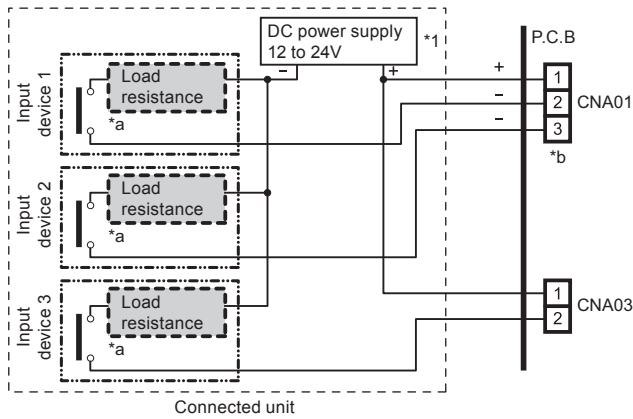 DC power supply
12 to 24V
*1
−
+
P.C.B
Input
device 1
Load
resistance
*a
+
−
−
1
2
3
CNA01
*b
Input
device 2
Load
resistance
*a
Input
device 3
Load
resistance
*a
1
2
CNA03
Connected unit